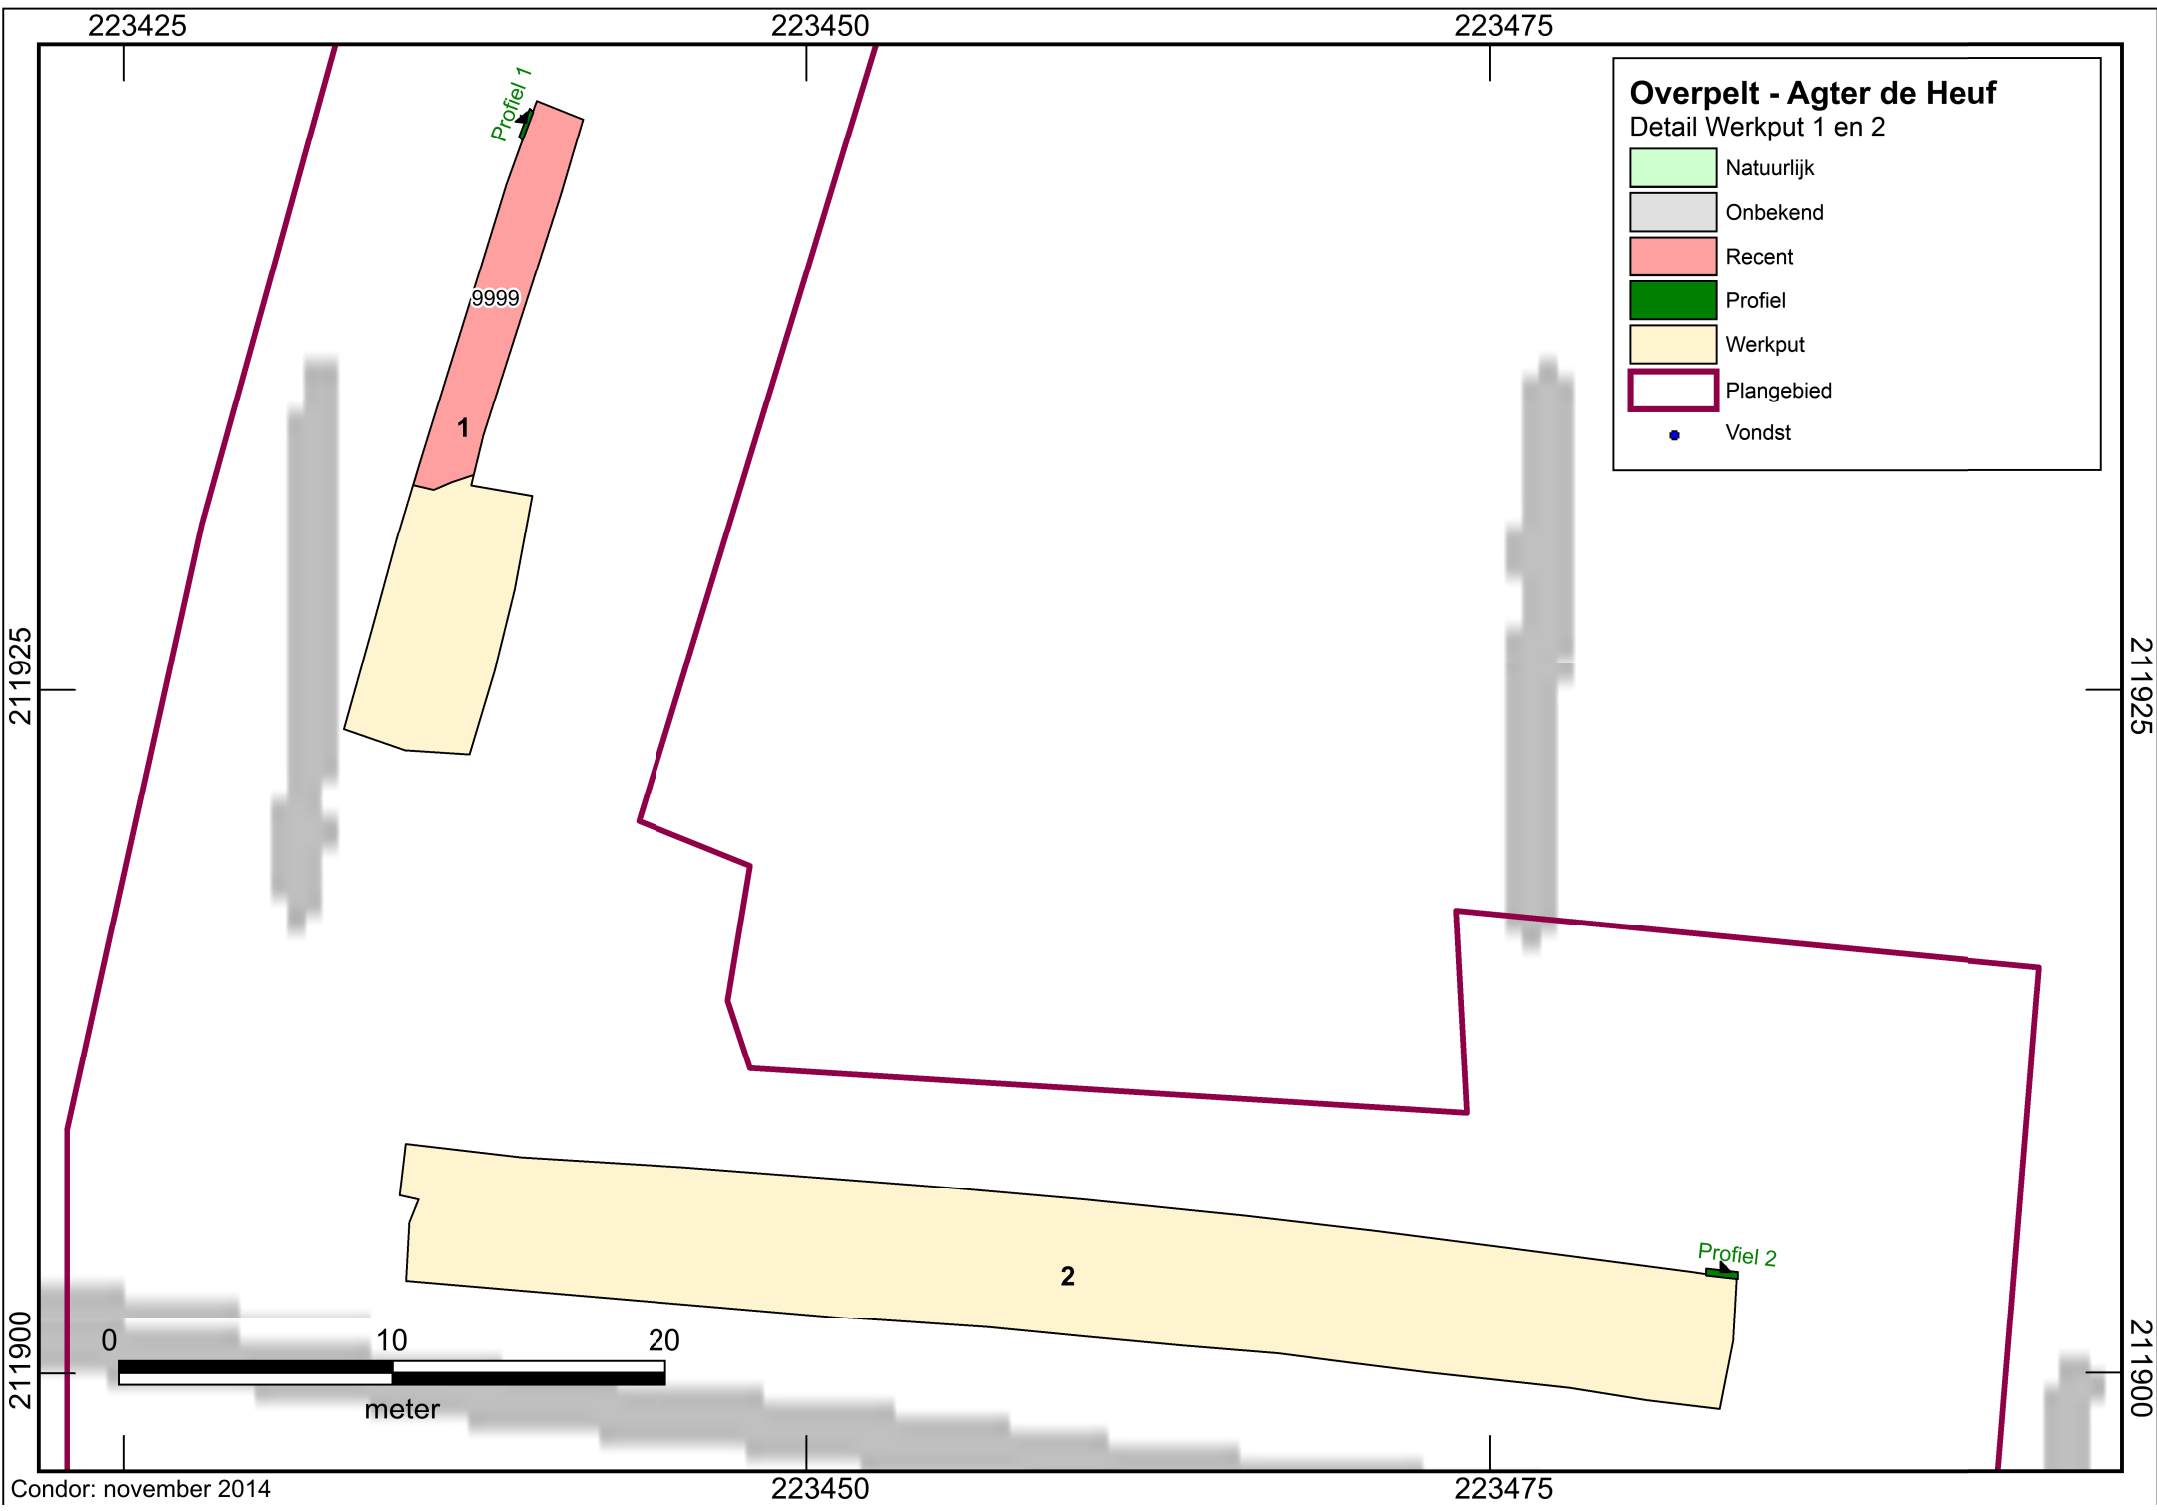 223425
223450
223475
Overpelt - Agter de Heuf
Detail Werkput 1 en 2
Natuurlijk
Onbekend
Recent
Profiel
Werkput
Plangebied
Vondst
Profiel 1
9999
1
211925
211925
Profiel 2
2
211900
211900
0
10
20
meter
Condor: november 2014
223450
223475